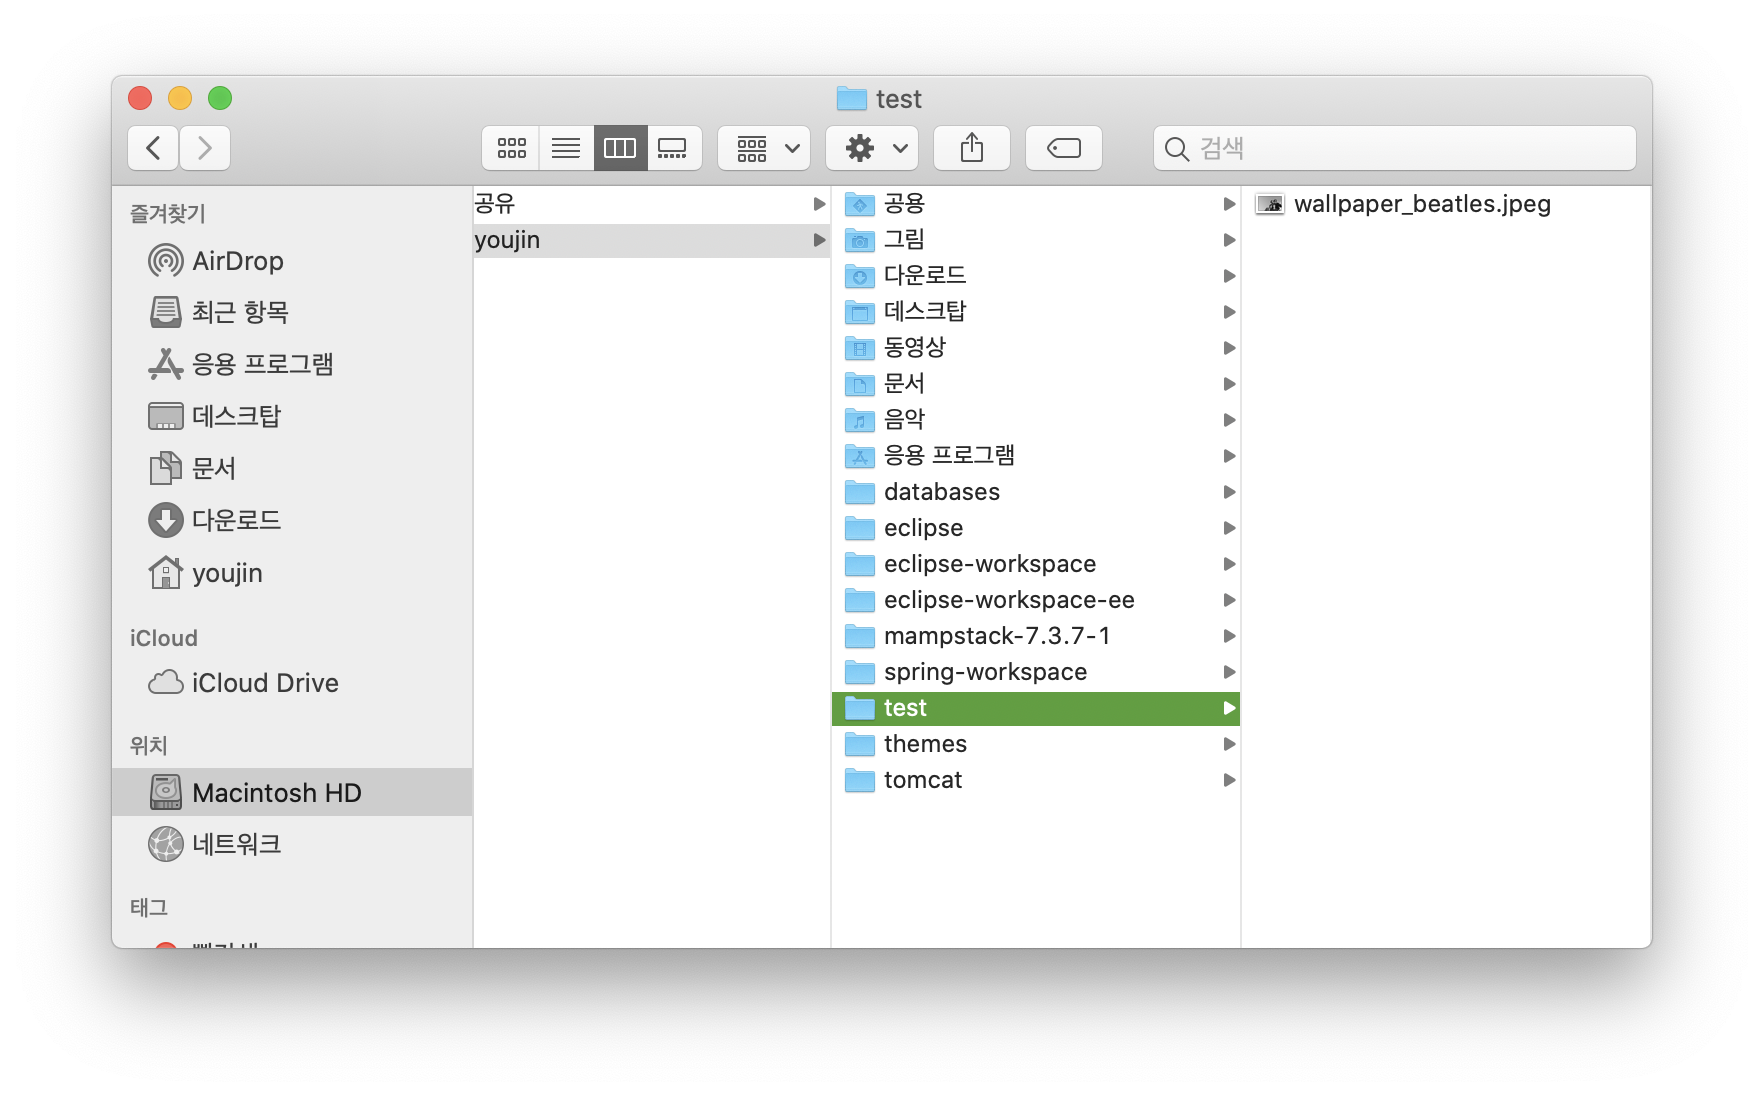 test
검색
즐겨찾기
AirDrop
최근 항목
응용 프로그램
데스크탑
문서
다운로드
youjin
iCloud
iCloud Drive
위치
Macintosh HD
네트워크
태그
공유
youjin
공용
그림
다운로드
데스크탑
동영상
문서
음악
응용 프로그램
databases
eclipse
eclipse-workspace
eclipse-workspace-ee
mampstack-7.3.7-1
spring-workspace
test
themes
tomcat
wallpaper_beatles.jpeg